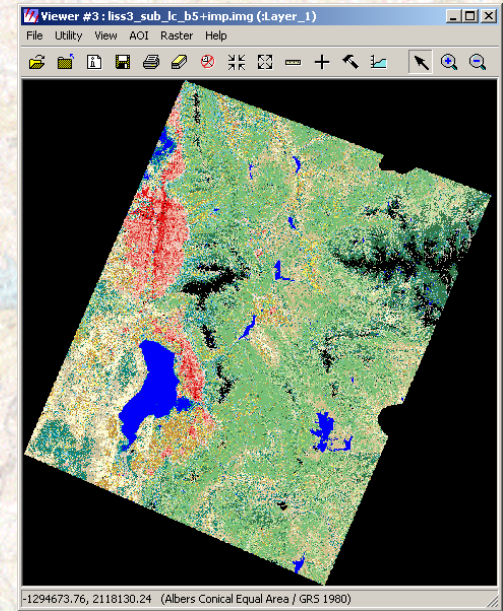 Viewer #3 : liss3_sub_lc_b5+imp.img (:Layer_1)
File Utility View AOI Raster Help
-1294673.76, 2118130.24 (Albers Conical Equal Area / GRS 1980)